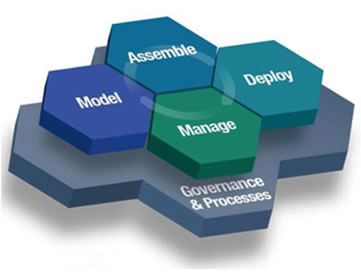 Assemble
Model
Deploy
Manage
Governance
& Processes